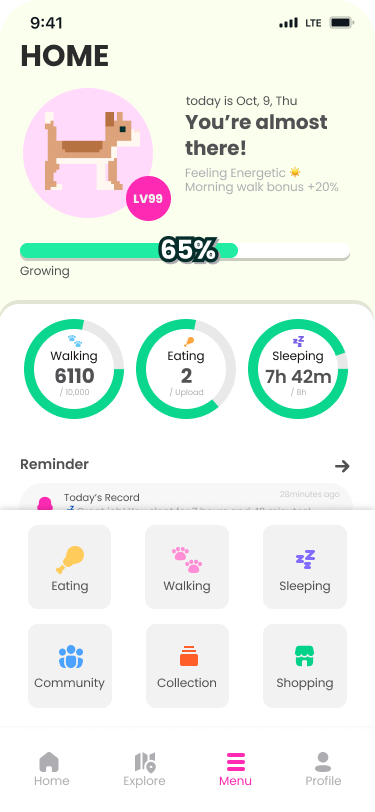 9:41
LTE
HOME
today is Oct, 9, Thu
You're almost
there!
Feeling Energetic ☀️
Morning walk bonus +20%
LV99
65%
Growing
Walking
6110
/ 10,000
Eating
2
/ Upload
Sleeping
7h 42m
/ 8h
Reminder
Today's Record
28minutes ago
Eating
Walking
Sleeping
Community
Collection
Shopping
Home
Explore
Menu
Profile